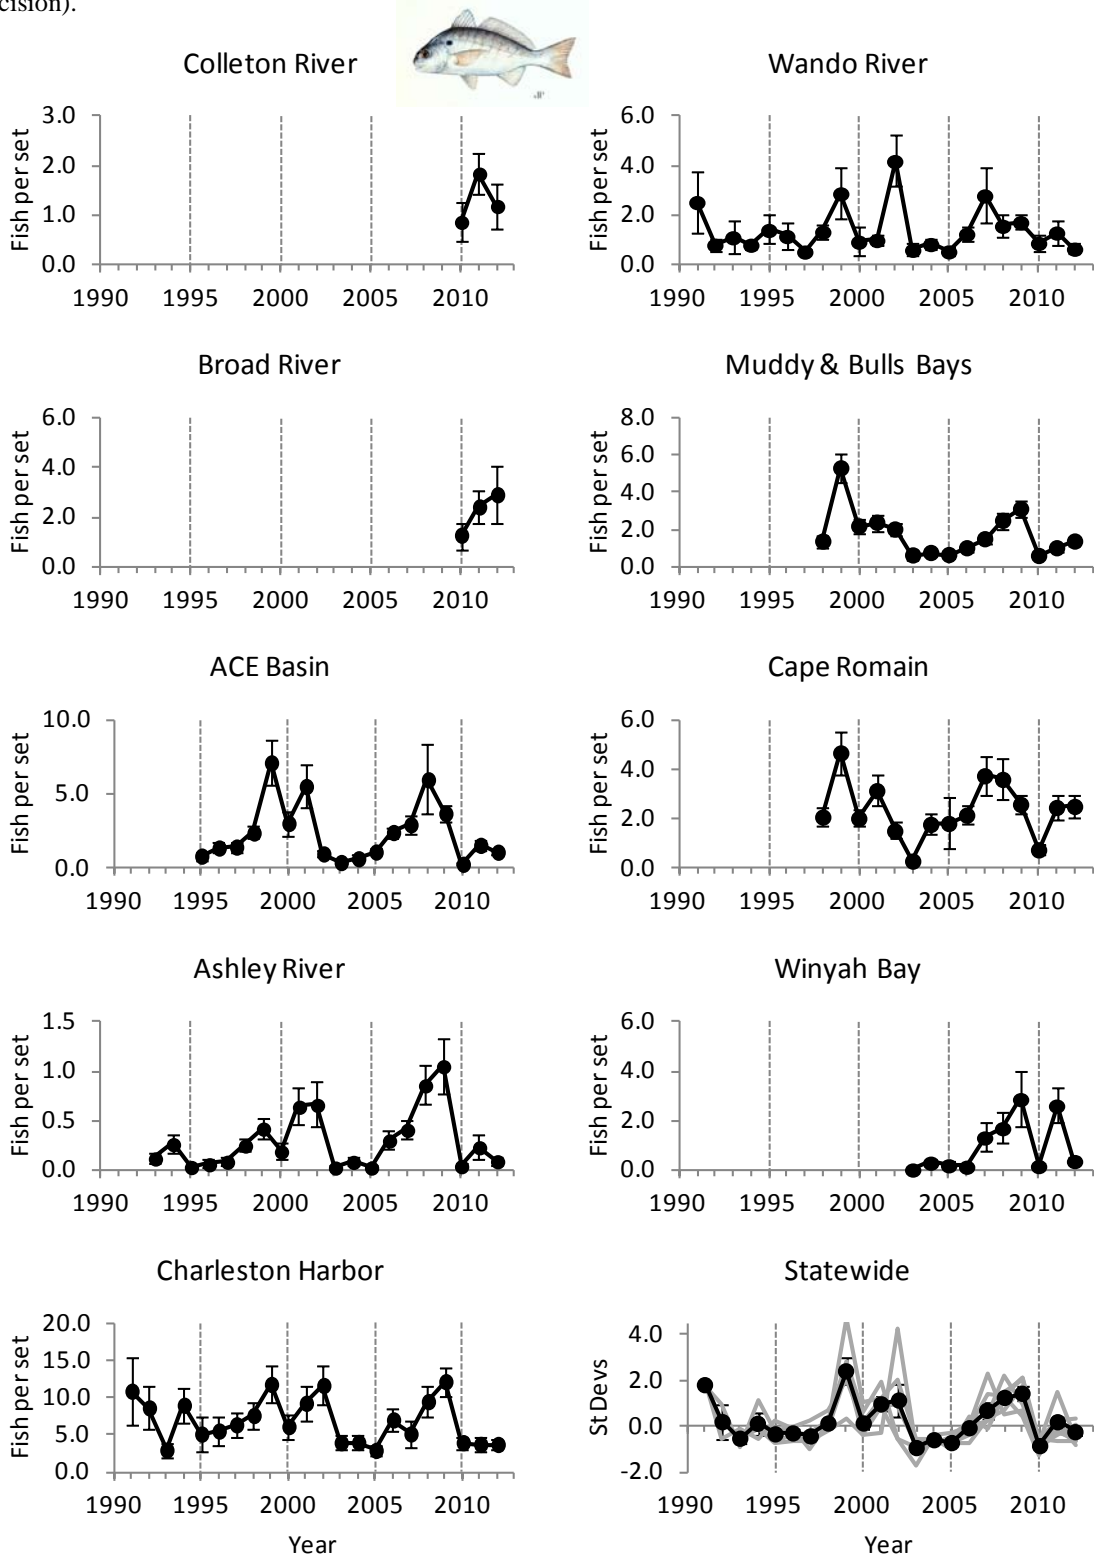 cision).
Colleton River
Fish per set
3.0
2.0
1.0
0.0
1990 1995 2000 2005 2010
Wando River
Fish per set
6.0
4.0
2.0
0.0
1990 1995 2000 2005 2010
Broad River
Fish per set
6.0
4.0
2.0
0.0
1990 1995 2000 2005 2010
Muddy & Bulls Bays
Fish per set
8.0
6.0
4.0
2.0
0.0
1990 1995 2000 2005 2010
ACE Basin
Fish per set
10.0
5.0
0.0
1990 1995 2000 2005 2010
Cape Romain
Fish per set
6.0
4.0
2.0
0.0
1990 1995 2000 2005 2010
Ashley River
Fish per set
1.5
1.0
0.5
0.0
1990 1995 2000 2005 2010
Winyah Bay
Fish per set
6.0
4.0
2.0
0.0
1990 1995 2000 2005 2010
Charleston Harbor
Fish per set
20.0
15.0
10.0
5.0
0.0
1990 1995 2000 2005 2010
Year
Statewide
St Devs
4.0
2.0
0.0
-2.0
1990 1995 2000 2005 2010
Year